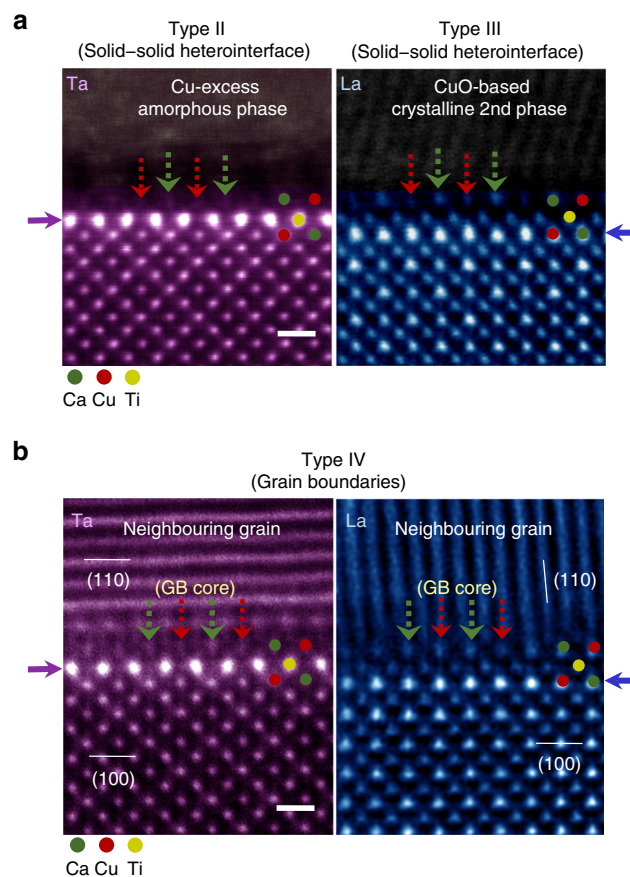 a
Type II
(Solid–solid heterointerface)
Type III
(Solid–solid heterointerface)
Ta
Cu-excess
amorphous phase
La
CuO-based
crystalline 2nd phase
Ca Cu Ti
b
Type IV
(Grain boundaries)
Ta
Neighbouring grain
(110)
(GB core)
(100)
La
Neighbouring grain
(110)
(GB core)
(100)
Ca Cu Ti